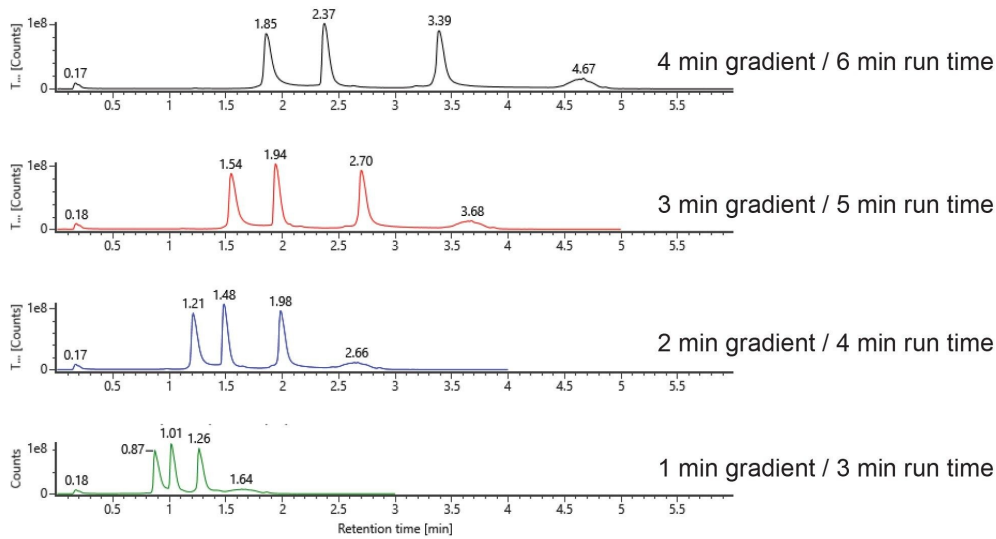 1e8
T... [Counts]
0
0.17
1.85
2.37
3.39
4.67
4 min gradient / 6 min run time
0.5 1 1.5 2 2.5 3 3.5 4 4.5 5 5.5
1e8
T... [Counts]
0
0.18
1.54
1.94
2.70
3.68
3 min gradient / 5 min run time
0.5 1 1.5 2 2.5 3 3.5 4 4.5 5 5.5
1e8
T... [Counts]
0
0.17
1.21
1.48
1.98
2.66
2 min gradient / 4 min run time
0.5 1 1.5 2 2.5 3 3.5 4 4.5 5 5.5
1e8
Counts
0
0.18
0.87
1.01
1.26
1.64
1 min gradient / 3 min run time
0.5 1 1.5 2 2.5 3 3.5 4 4.5 5 5.5
Retention time [min]